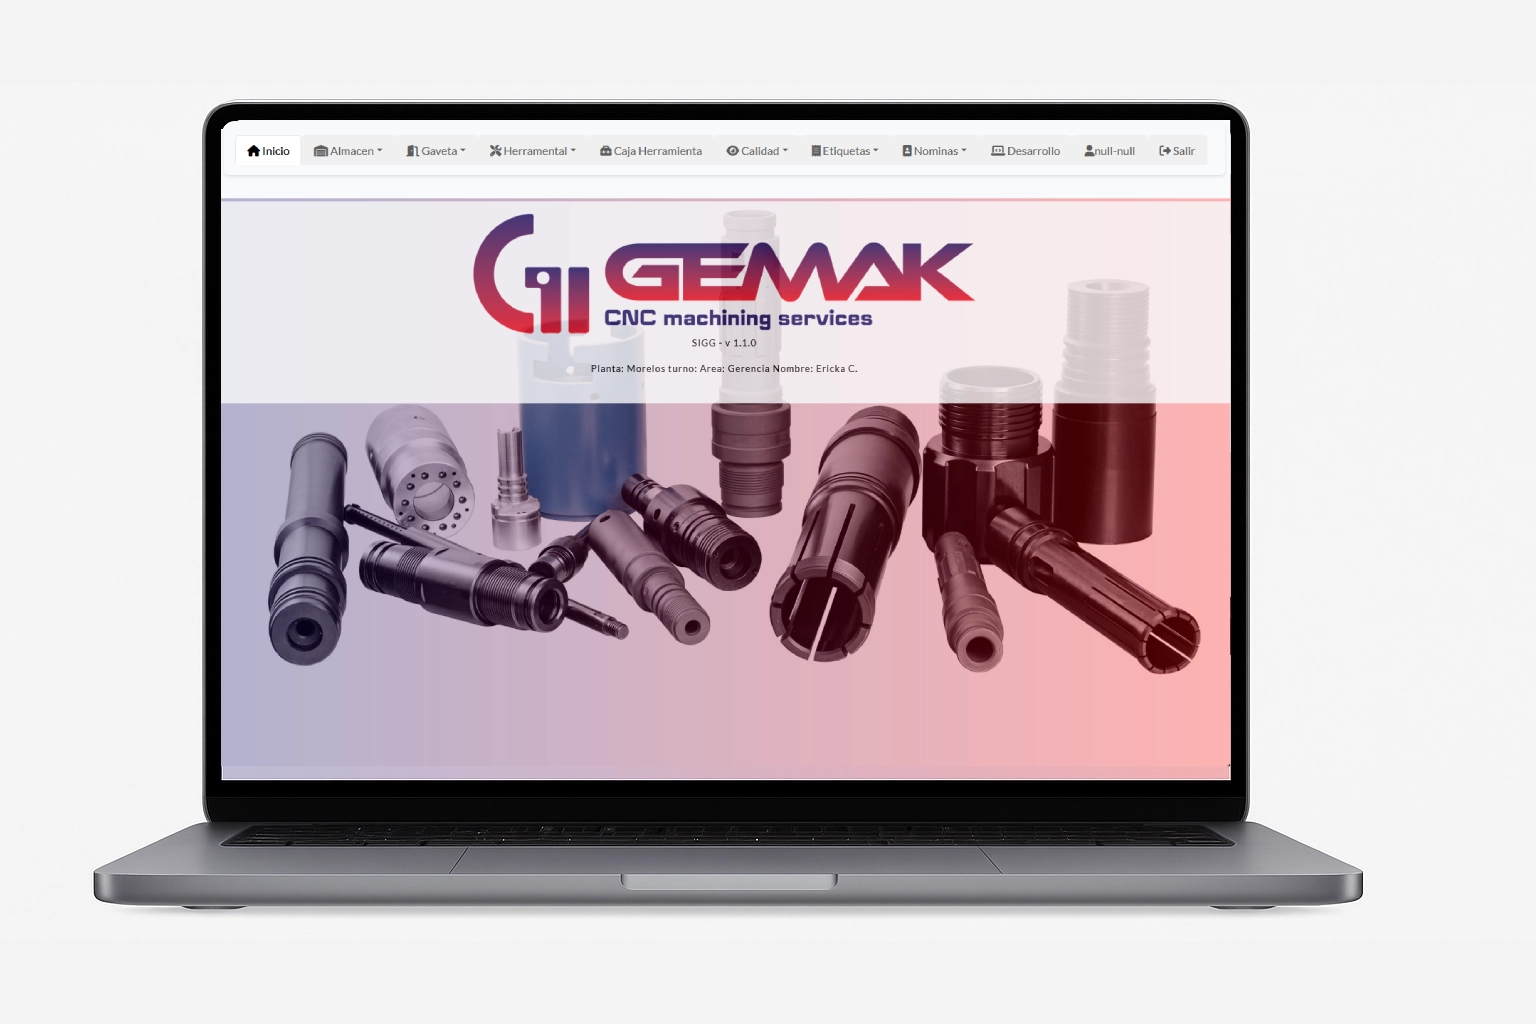 Inicio Almacen Gaveta Herramental Caja Herramienta Calidad Etiquetas Nominas Desarrollo null-null Salir
GEMAK
CNC machining services
SIGG - v 1.1.0
Planta: Morelos turno: Area: Gerencia Nombre: Ericka C.